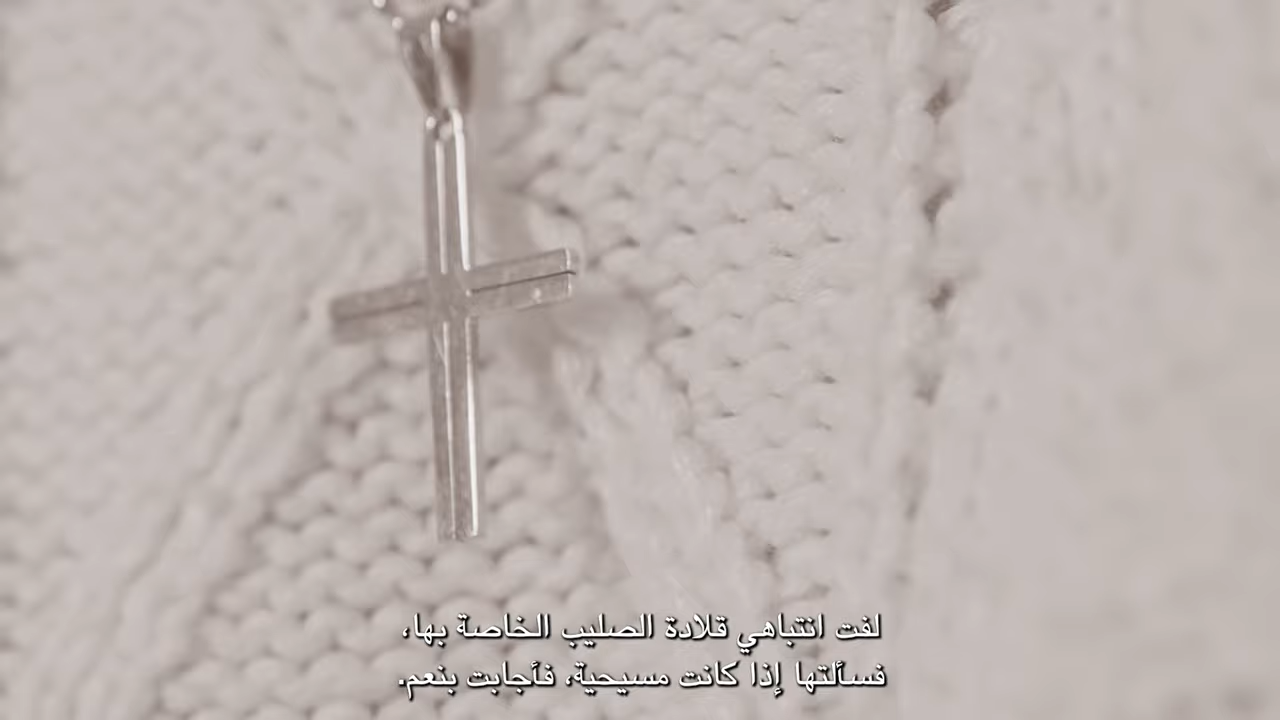 لفت انتباهي قلادة الصليب الخاصة بها،
فسألتها إذا كانت مسيحية، فأجابت بنعم.